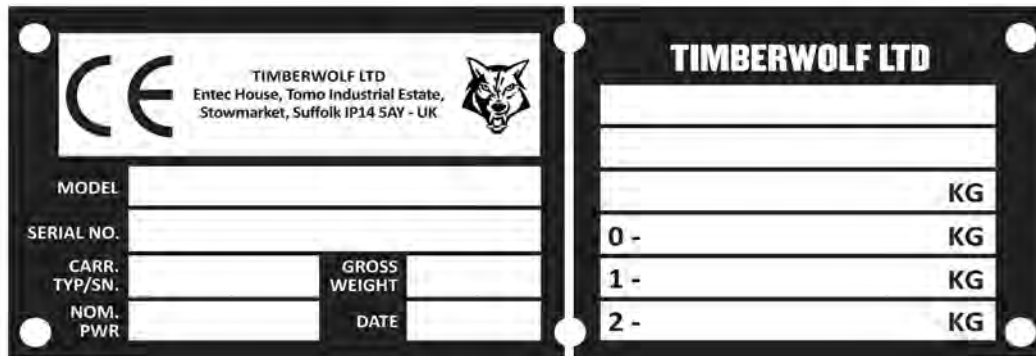 CE
TIMBERWOLF LTD
Entec House, Tomo Industrial Estate,
Stowmarket, Suffolk IP14 5AY - UK
MODEL
SERIAL NO.
CARR.
TYP/SN.
GROSS
WEIGHT
NOM.
PWR
DATE
TIMBERWOLF LTD
KG
0 - KG
1 - KG
2 - KG